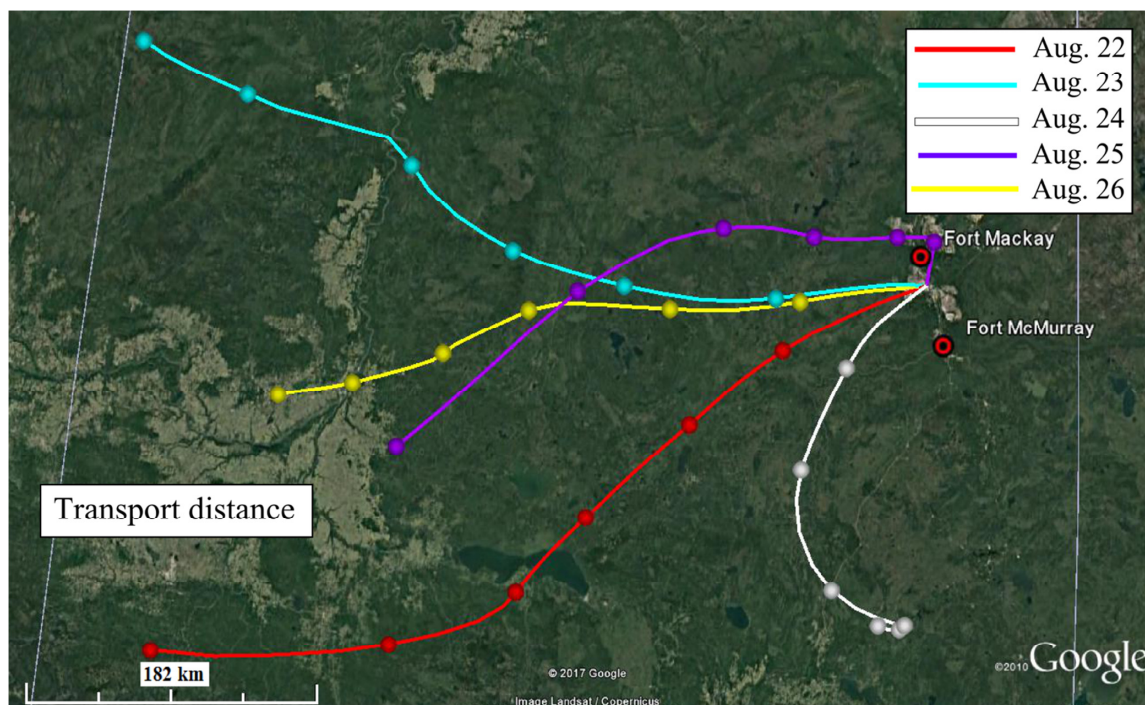 Aug. 22
Aug. 23
Aug. 24
Aug. 25
Aug. 26
Fort Mackay
Fort McMurray
Transport distance
182 km
© 2017 Google
©2010 Google
Image Landsat / Copernicus